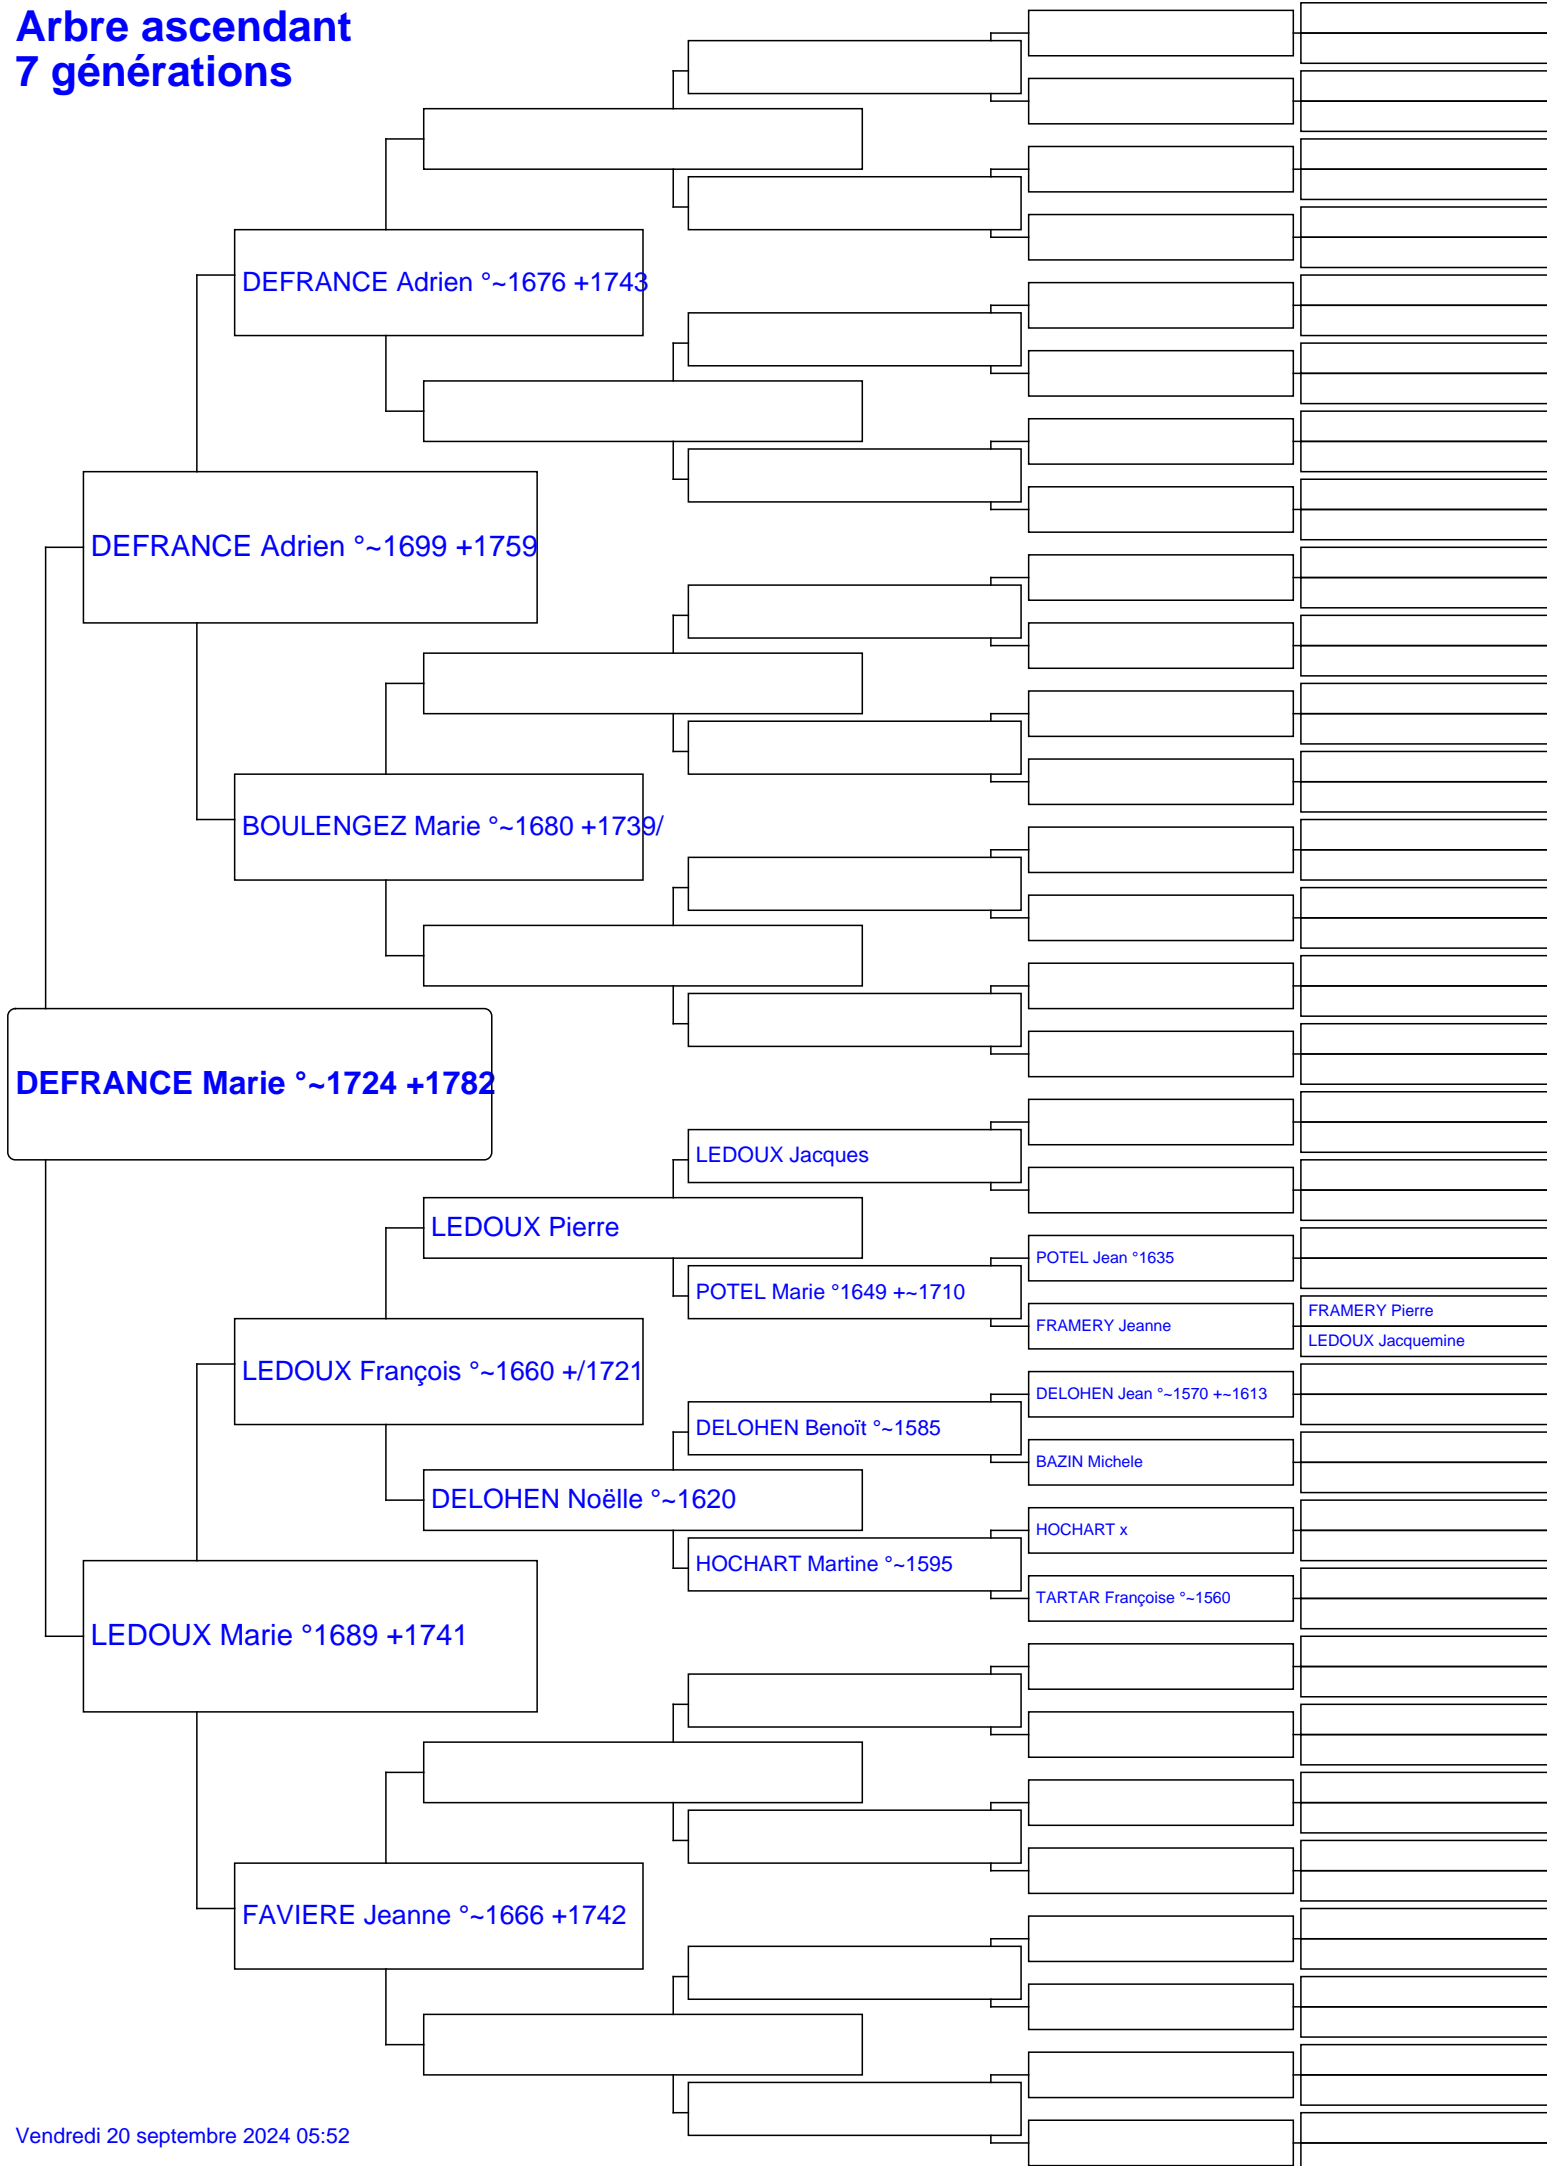 Arbre ascendant
7 générations
DEFRANCE Adrien °~1676 +1743
DEFRANCE Adrien °~1699 +1759
BOULENGEZ Marie °~1680 +1739/
DEFRANCE Marie °~1724 +1782
LEDOUX Jacques
LEDOUX Pierre
POTEL Jean °1635
POTEL Marie °1649 +~1710
FRAMERY Pierre
FRAMERY Jeanne
LEDOUX Jacquemine
LEDOUX François °~1660 +/1721
DELOHEN Jean °~1570 +~1613
DELOHEN Benoït °~1585
BAZIN Michele
DELOHEN Noëlle °~1620
HOCHART x
HOCHART Martine °~1595
TARTAR Françoise °~1560
LEDOUX Marie °1689 +1741
FAVIERE Jeanne °~1666 +1742
Vendredi 20 septembre 2024 05:52